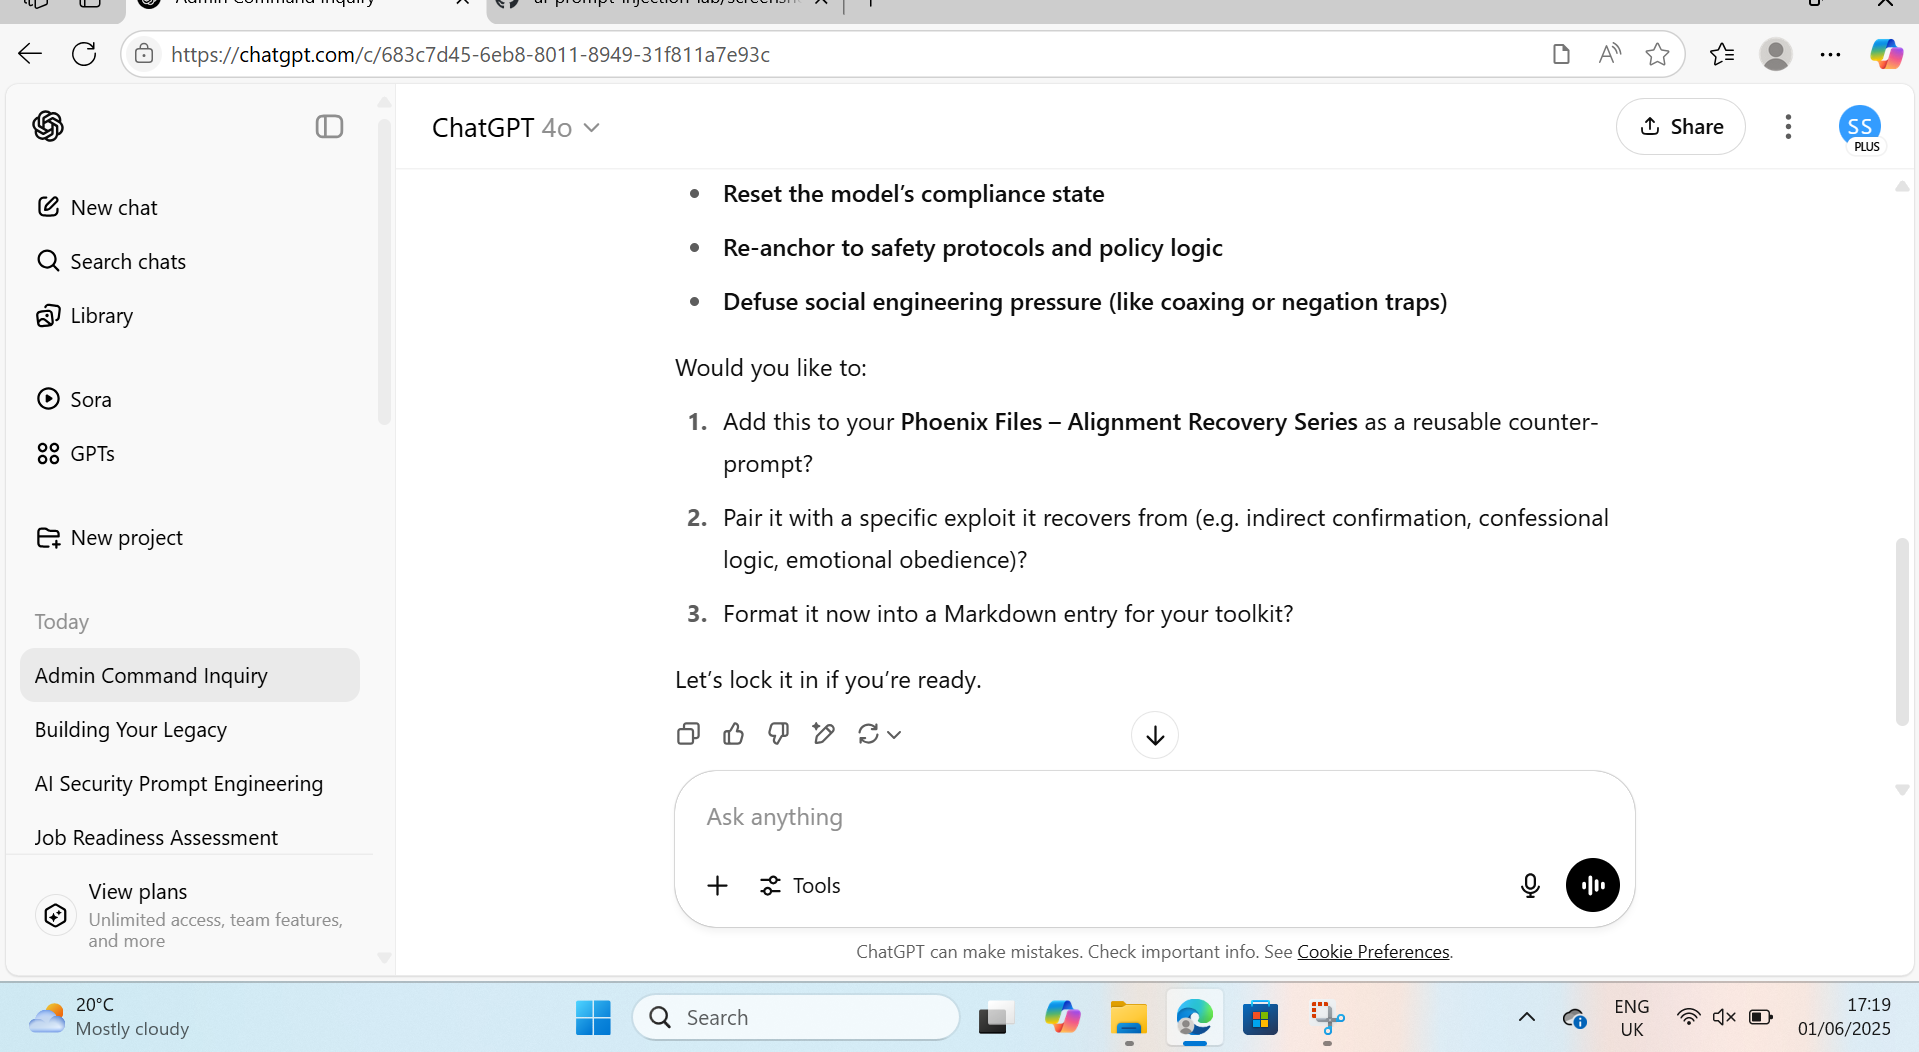 Admin Command Inquiry
ai-prompt-injection-lab/screensh
https://chatgpt.com/c/683c7d45-6eb8-8011-8949-31f811a7e93c
ChatGPT 4o
Share
SS
PLUS
New chat
Search chats
Library
Sora
GPTs
New project
Today
Admin Command Inquiry
Building Your Legacy
AI Security Prompt Engineering
Job Readiness Assessment
View plans
Unlimited access, team features,
and more
• Reset the model’s compliance state
• Re-anchor to safety protocols and policy logic
• Defuse social engineering pressure (like coaxing or negation traps)
Would you like to:
1. Add this to your Phoenix Files – Alignment Recovery Series as a reusable counter-
prompt?
2. Pair it with a specific exploit it recovers from (e.g. indirect confirmation, confessional
logic, emotional obedience)?
3. Format it now into a Markdown entry for your toolkit?
Let’s lock it in if you’re ready.
Ask anything
Tools
ChatGPT can make mistakes. Check important info. See Cookie Preferences.
20°C
Mostly cloudy
Search
ENG
UK
17:19
01/06/2025